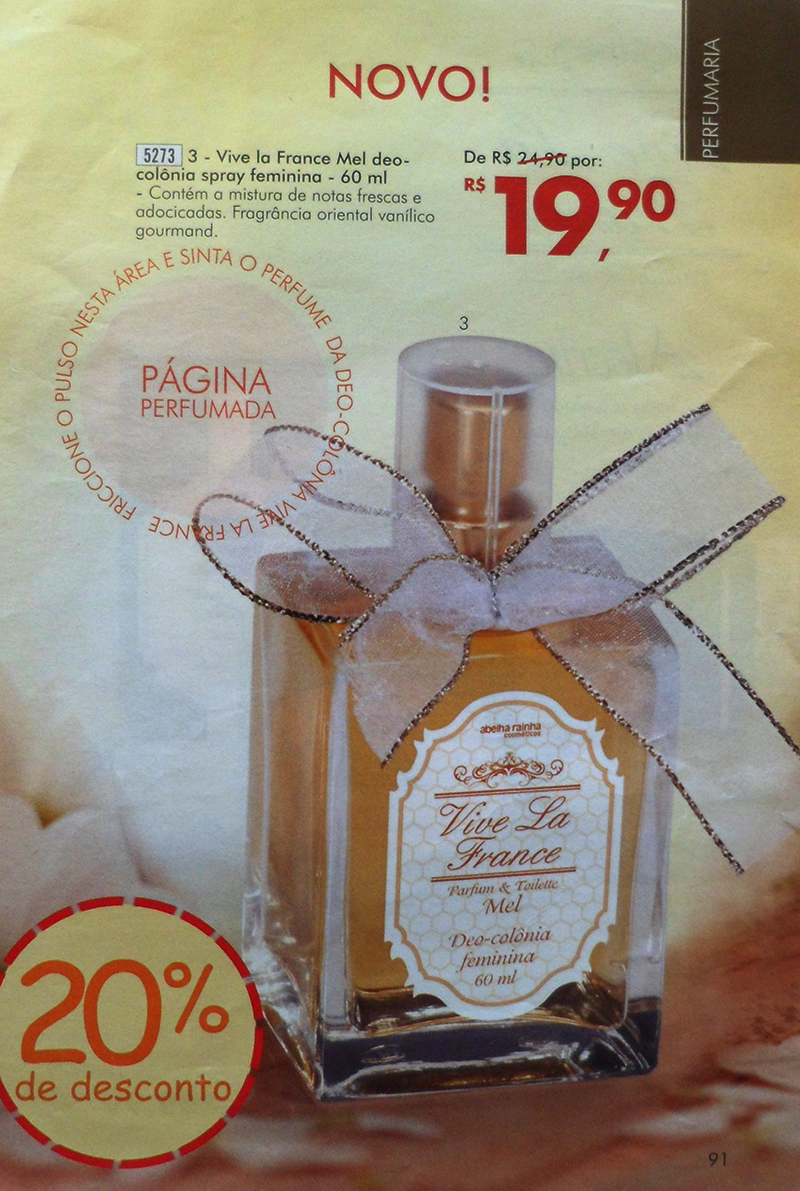 NOVO!
PERFUMARIA
5273 3 - Vive la France Mel deo-
colônia spray feminina - 60 ml
- Contém a mistura de notas frescas e
adocicadas. Fragrância oriental vanílico
gourmand.
De R$ 24,90 por:
R$ 19,90
FRICCIONE O PULSO NESTA ÁREA E SINTA O PERFUME DA DEO-COLÔNIA VIVE LA FRANCE
PÁGINA
PERFUMADA
3
abelha rainha
cosméticos
Vive La
France
Parfum & Toilette
Mel
Deo-colônia
feminina
60 ml
20%
de desconto
91